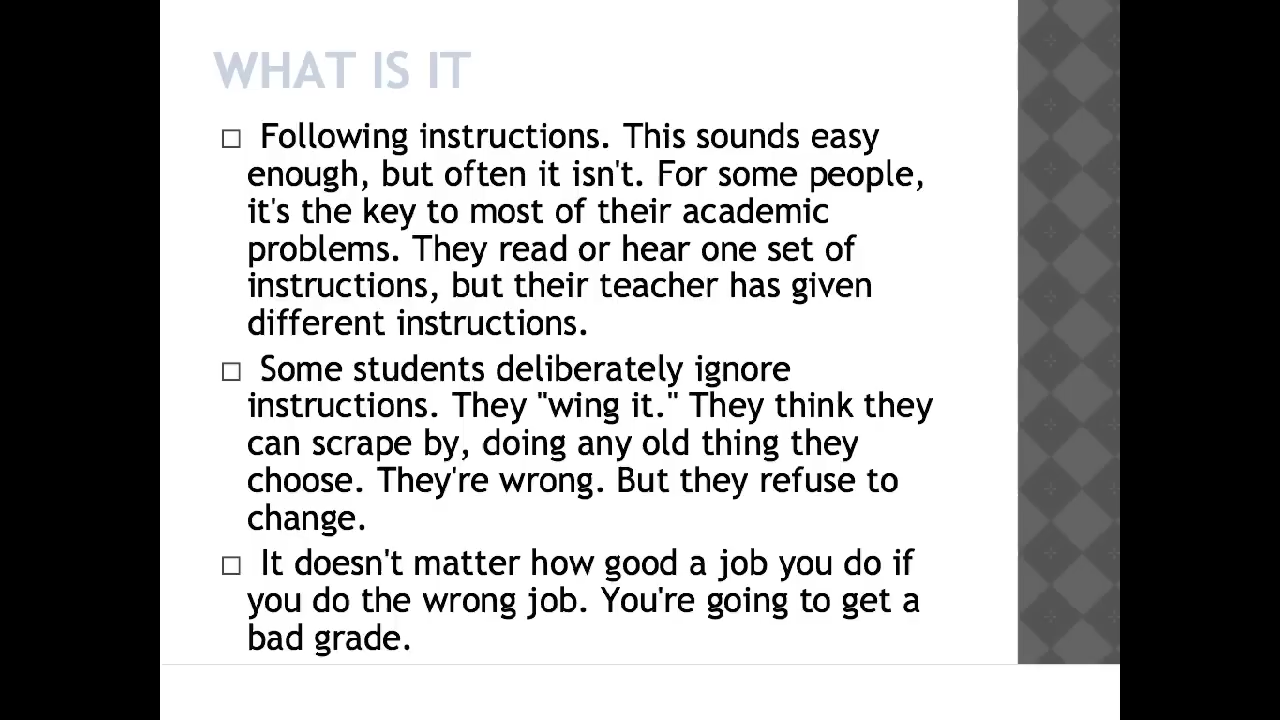 WHAT IS IT
□ Following instructions. This sounds easy
enough, but often it isn't. For some people,
it's the key to most of their academic
problems. They read or hear one set of
instructions, but their teacher has given
different instructions.
□ Some students deliberately ignore
instructions. They "wing it." They think they
can scrape by, doing any old thing they
choose. They're wrong. But they refuse to
change.
□ It doesn't matter how good a job you do if
you do the wrong job. You're going to get a
bad grade.